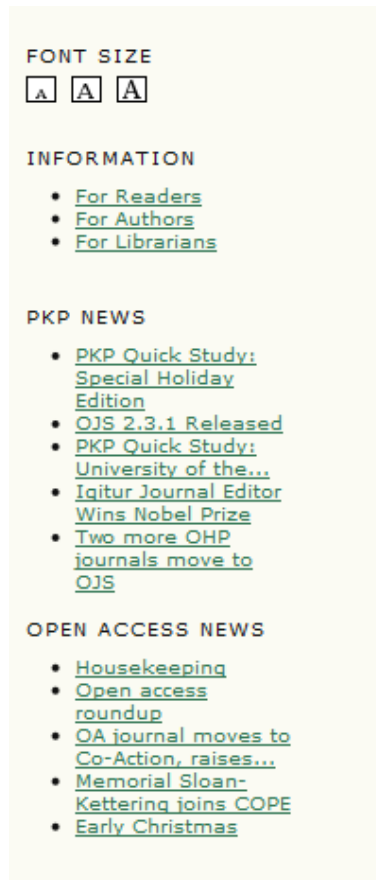 FONT SIZE
A A A
INFORMATION
For Readers
For Authors
For Librarians
PKP NEWS
PKP Quick Study:
Special Holiday
Edition
OJS 2.3.1 Released
PKP Quick Study:
University of the...
Igitur Journal Editor
Wins Nobel Prize
Two more OHP
journals move to
OJS
OPEN ACCESS NEWS
Housekeeping
Open access
roundup
OA journal moves to
Co-Action, raises...
Memorial Sloan-
Kettering joins COPE
Early Christmas